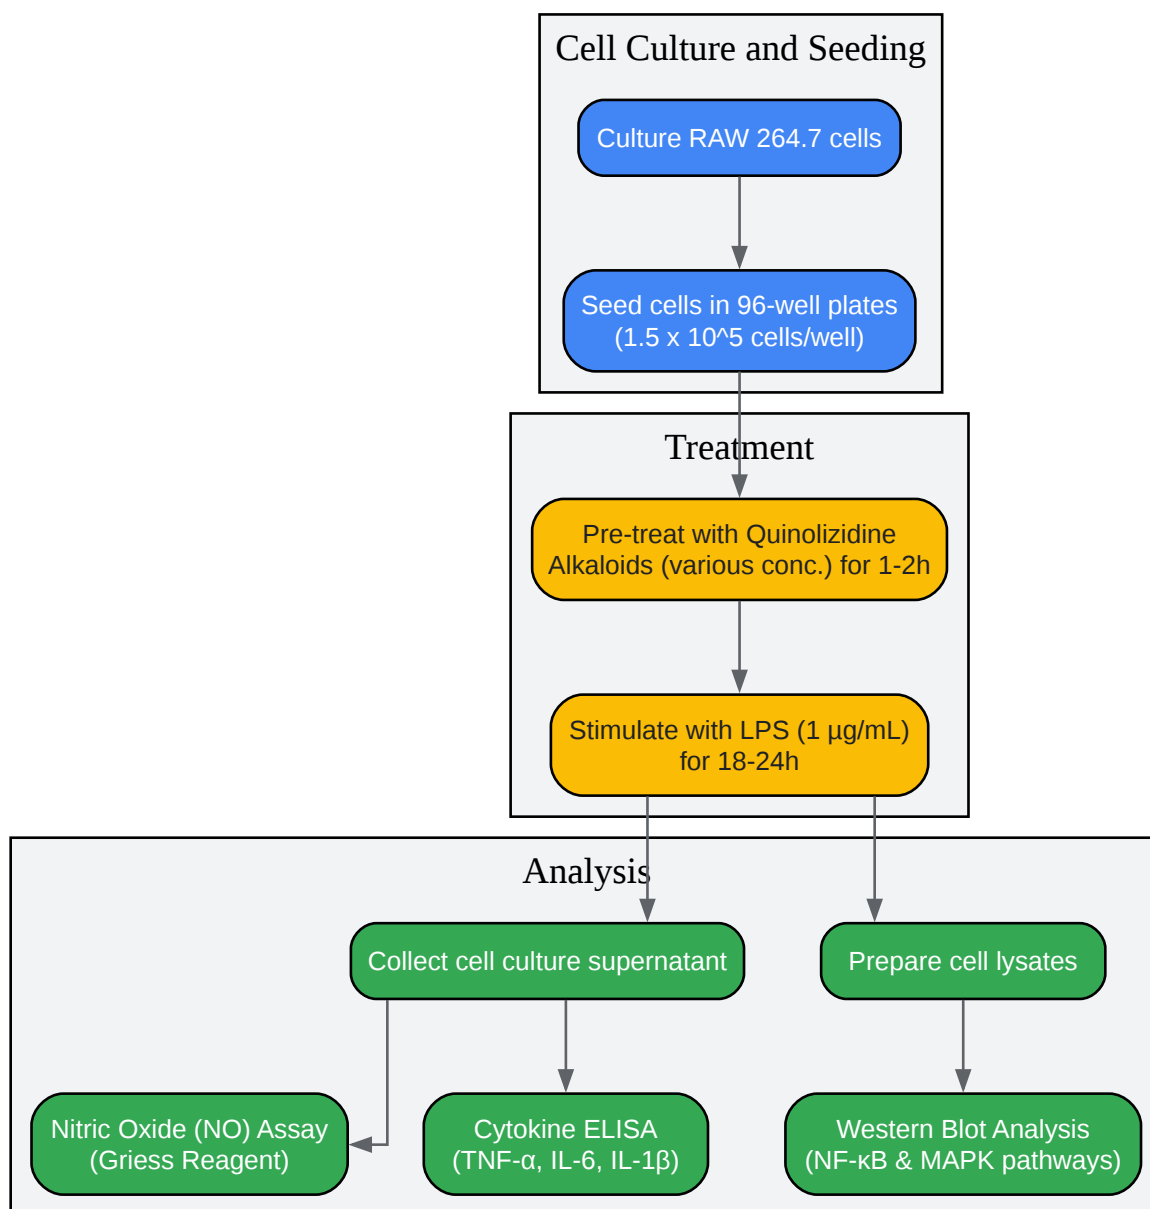 Cell Culture and Seeding
Culture RAW 264.7 cells
Seed cells in 96-well plates
(1.5 x 10^5 cells/well)
Treatment
Pre-treat with Quinolizidine
Alkaloids (various conc.) for 1-2h
Stimulate with LPS (1 µg/mL)
for 18-24h
Analysis
Collect cell culture supernatant
Prepare cell lysates
Nitric Oxide (NO) Assay
(Griess Reagent)
Cytokine ELISA
(TNF-α, IL-6, IL-1β)
Western Blot Analysis
(NF-κB & MAPK pathways)